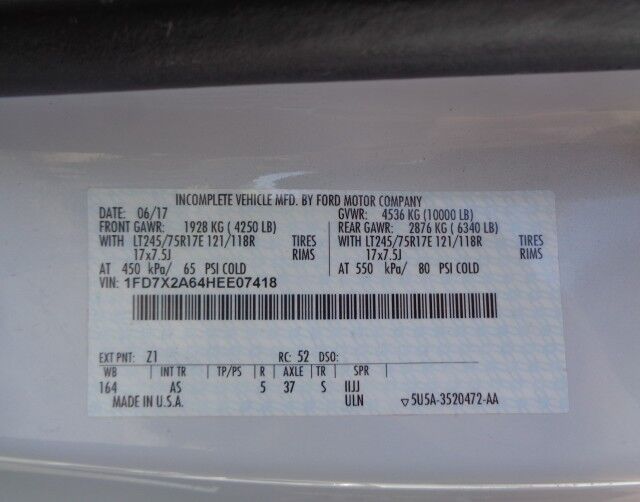 INCOMPLETE VEHICLE MFD. BY FORD MOTOR COMPANY
DATE: 06/17 GVWR: 4536 KG (10000 LB)
FRONT GAWR: 1928 KG ( 4250 LB) REAR GAWR: 2876 KG ( 6340 LB)
WITH LT245/75R17E 121/118R TIRES WITH LT245/75R17E 121/118R TIRES
17x7.5J RIMS 17x7.5J RIMS
AT 450 kPa/ 65 PSI COLD AT 550 kPa/ 80 PSI COLD
VIN: 1FD7X2A64HEE07418
EXT PNT: Z1 RC: 52 DSO:
WB INT TR TP/PS R AXLE TR SPR
164 AS 5 37 S IIJJ
MADE IN U.S.A. ULN ▽5U5A-3520472-AA